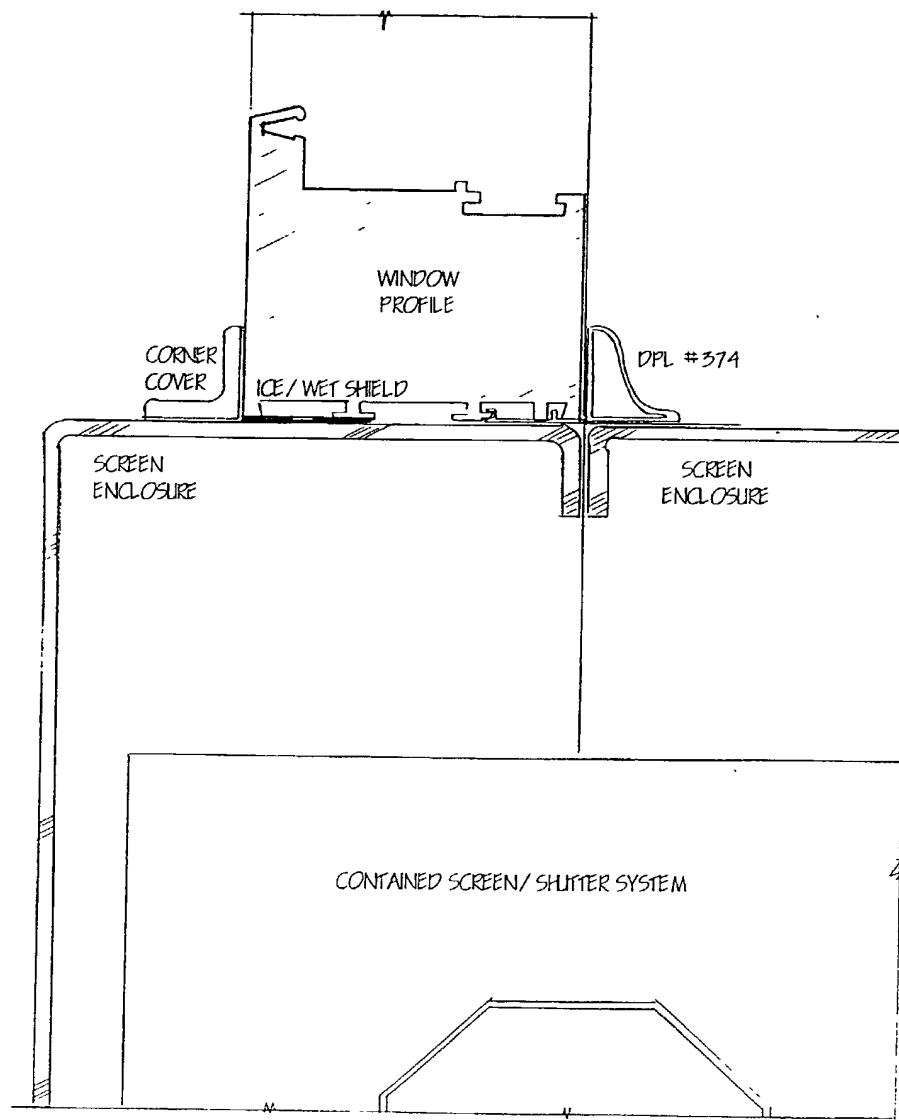 WINDOW
PROFILE
CORNER
COVER
DPL #374
ICE/WET SHIELD
SCREEN
ENCLOSURE
SCREEN
ENCLOSURE
CONTAINED SCREEN/SHUTTER SYSTEM